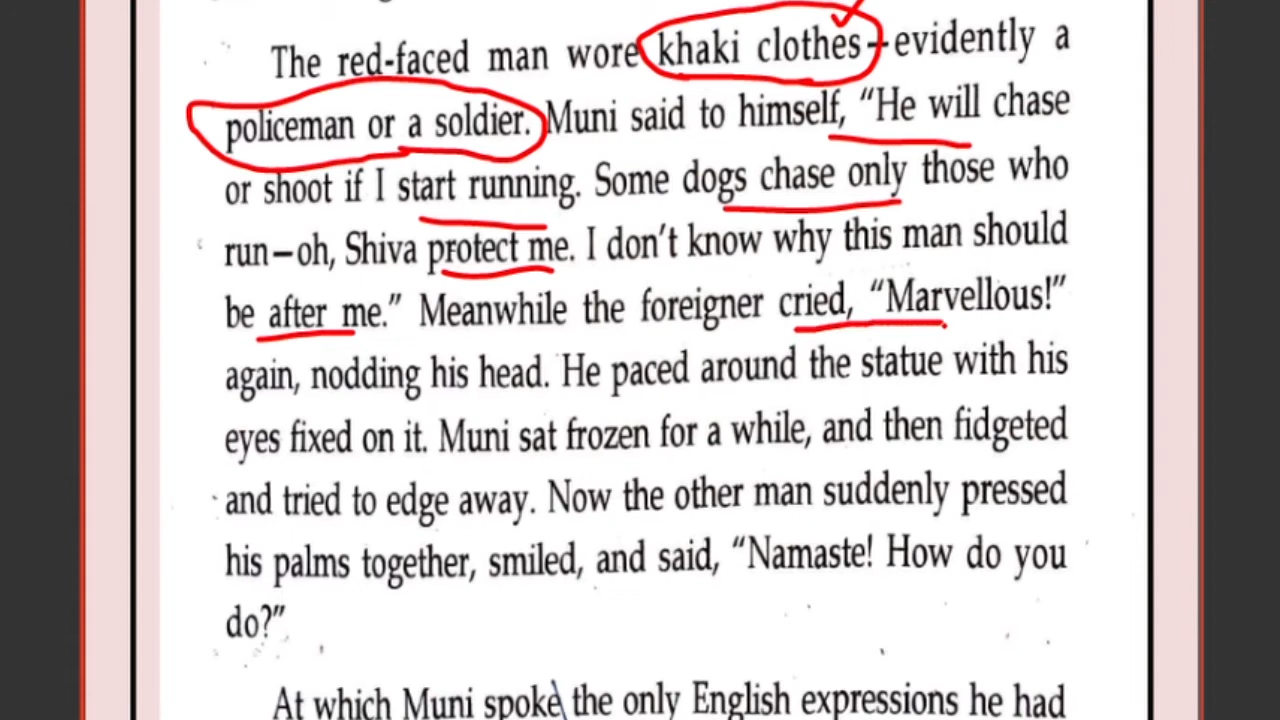 The red-faced man wore khaki clothes–evidently a
policeman or a soldier. Muni said to himself, “He will chase
or shoot if I start running. Some dogs chase only those who
run–oh, Shiva protect me. I don’t know why this man should
be after me.” Meanwhile the foreigner cried, “Marvellous!”
again, nodding his head. He paced around the statue with his
eyes fixed on it. Muni sat frozen for a while, and then fidgeted
and tried to edge away. Now the other man suddenly pressed
his palms together, smiled, and said, “Namaste! How do you
do?”
At which Muni spoke the only English expressions he had